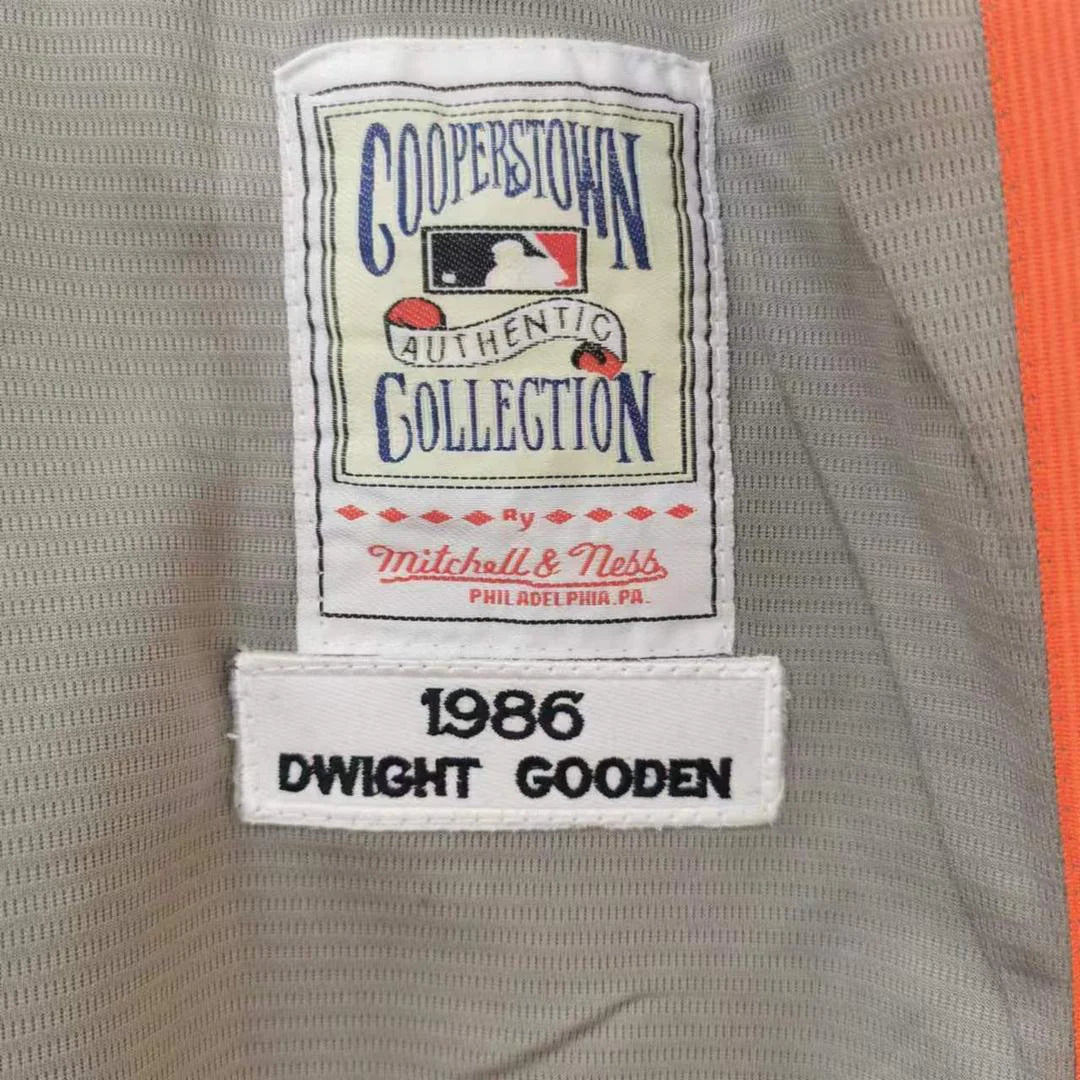 COOPERSTOWN
AUTHENTIC
COLLECTION
By
Mitchell & Ness
PHILADELPHIA.PA.
1986
DWIGHT GOODEN